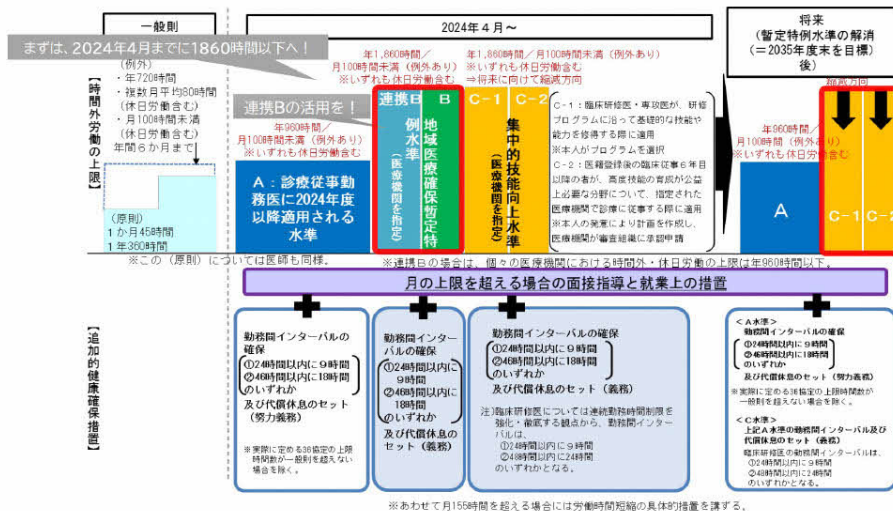 一般則
2024年４月～
将来
（暫定特例水準の解消
（＝2035年度末を目標）
後）
まずは、2024年4月までに1860時間以下へ！
【時間外労働の上限】
（例外）
・年720時間
・複数月平均80時間
（休日労働含む）
・月100時間未満
（休日労働含む）
年間６か月まで
（原則）
１か月45時間
１年360時間
※この（原則）については医師も同様。
年1,860時間／
月100時間未満（例外あり）
※いずれも休日労働含む
年1,860時間／月100時間未満（例外あり）
※いずれも休日労働含む
⇒将来に向けて縮減方向
連携Bの活用を！
年960時間／
月100時間未満（例外あり）
※いずれも休日労働含む
A：診療従事勤
務医に2024年度
以降適用される
水準
連携B
B
地域医療確保暫定特
例水準
（医療機関を指定）
C-1
C-2
集中的技能向上水準
（医療機関を指定）
C-1：臨床研修医・専攻医が、研修
プログラムに沿って基礎的な技能や
能力を修得する際に適用
※本人がプログラムを選択
C-2：医籍登録後の臨床従事６年目
以降の者が、高度技能の育成が公益
上必要な分野について、指定された
医療機関で診療に従事する際に適用
※本人の発意により計画を作成し、
医療機関が審査組織に承認申請
縮減方向
年960時間／
月100時間未満（例外あり）
※いずれも休日労働含む
A
C-1
C-2
※連携Bの場合は、個々の医療機関における時間外・休日労働の上限は年960時間以下。
月の上限を超える場合の面接指導と就業上の措置
【追加的健康確保措置】
勤務間インターバルの
確保
①24時間以内に９時間
②46時間以内に18時間
のいずれか
及び代償休息のセット
（努力義務）
※実際に定める36協定の上限
時間数が一般則を超えない
場合を除く。
勤務間インター
バルの確保
①24時間以内に
９時間
②46時間以内に
18時間
のいずれか
及び代償休息の
セット（義務）
勤務間インターバルの確保
①24時間以内に９時間
②46時間以内に18時間
のいずれか
及び代償休息のセット（義務）
注）臨床研修医については連続勤務時間制限を
強化・徹底する観点から、勤務間インター
バルは、
①24時間以内に９時間
②48時間以内に24時間
のいずれかとなる。
＜A水準＞
勤務間インターバルの確保
①24時間以内に９時間
②46時間以内に18時間
のいずれか
及び代償休息のセット（努力義務）
※実際に定める36協定の上限時間数が
一般則を超えない場合を除く。
＜C水準＞
上記A水準の勤務間インターバル及び
代償休息のセット（義務）
臨床研修医の勤務間インターバルは、
①24時間以内に９時間
②48時間以内に24時間
のいずれかとなる。
※あわせて月155時間を超える場合には労働時間短縮の具体的措置を講ずる。